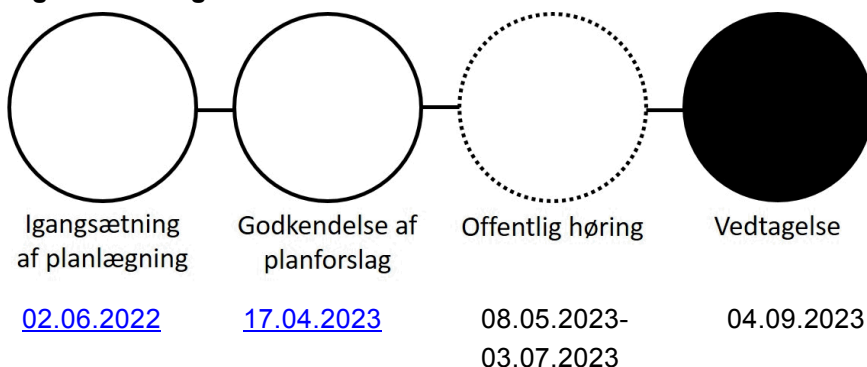 Igangsætning
af planlægning
Godkendelse af
planforslag
Offentlig høring
Vedtagelse
02.06.2022
17.04.2023
08.05.2023-
03.07.2023
04.09.2023